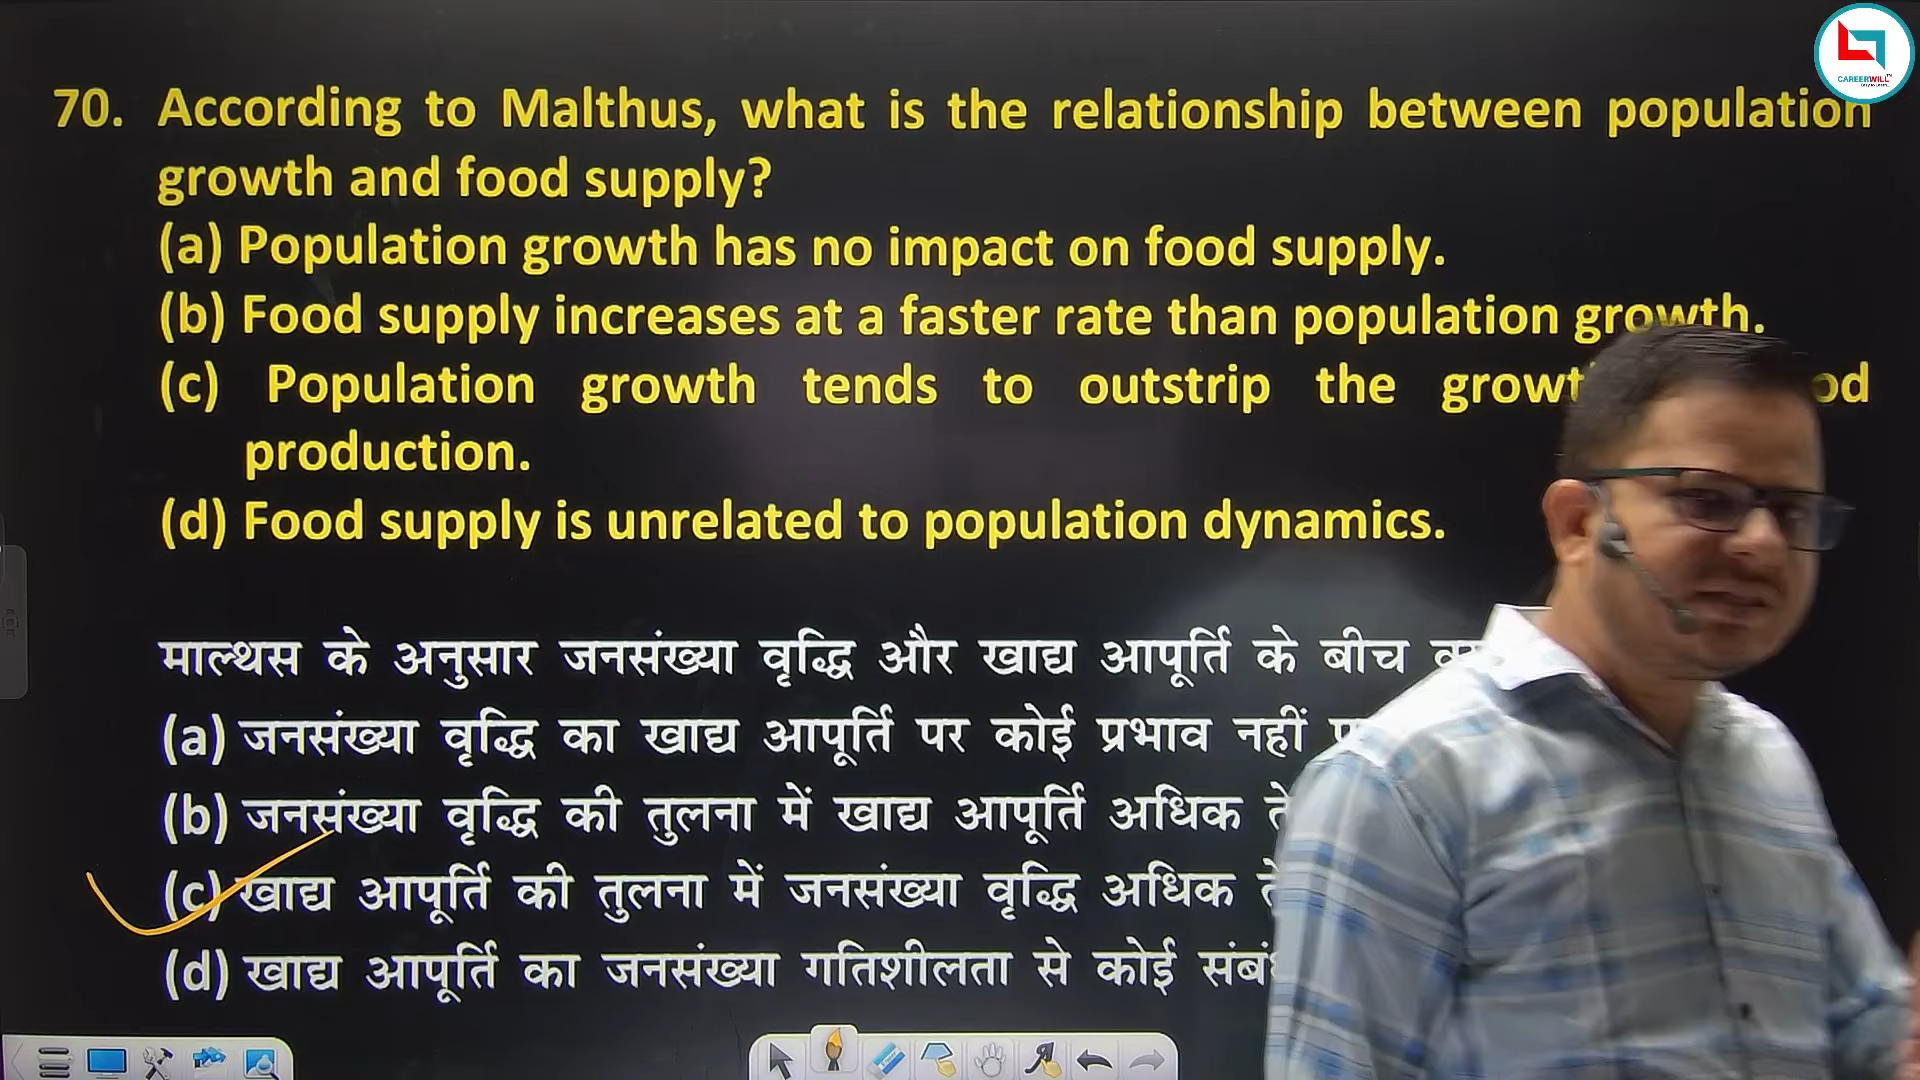 CAREERWILL
70. According to Malthus, what is the relationship between population
growth and food supply?
(a) Population growth has no impact on food supply.
(b) Food supply increases at a faster rate than population growth.
(c) Population growth tends to outstrip the
production.
(d) Food supply is unrelated to population dynamics.
माल्थस के अनुसार जनसंख्या वृद्धि और खाद्य आपूर्ति के बीच
(a) जनसंख्या वृद्धि का खाद्य आपूर्ति पर कोई प्रभाव नहीं
(b) जनसंख्या वृद्धि की तुलना में खाद्य आपूर्ति अधिक
(c) खाद्य आपूर्ति की तुलना में जनसंख्या वृद्धि अधिक
(d) खाद्य आपूर्ति का जनसंख्या गतिशीलता से कोई